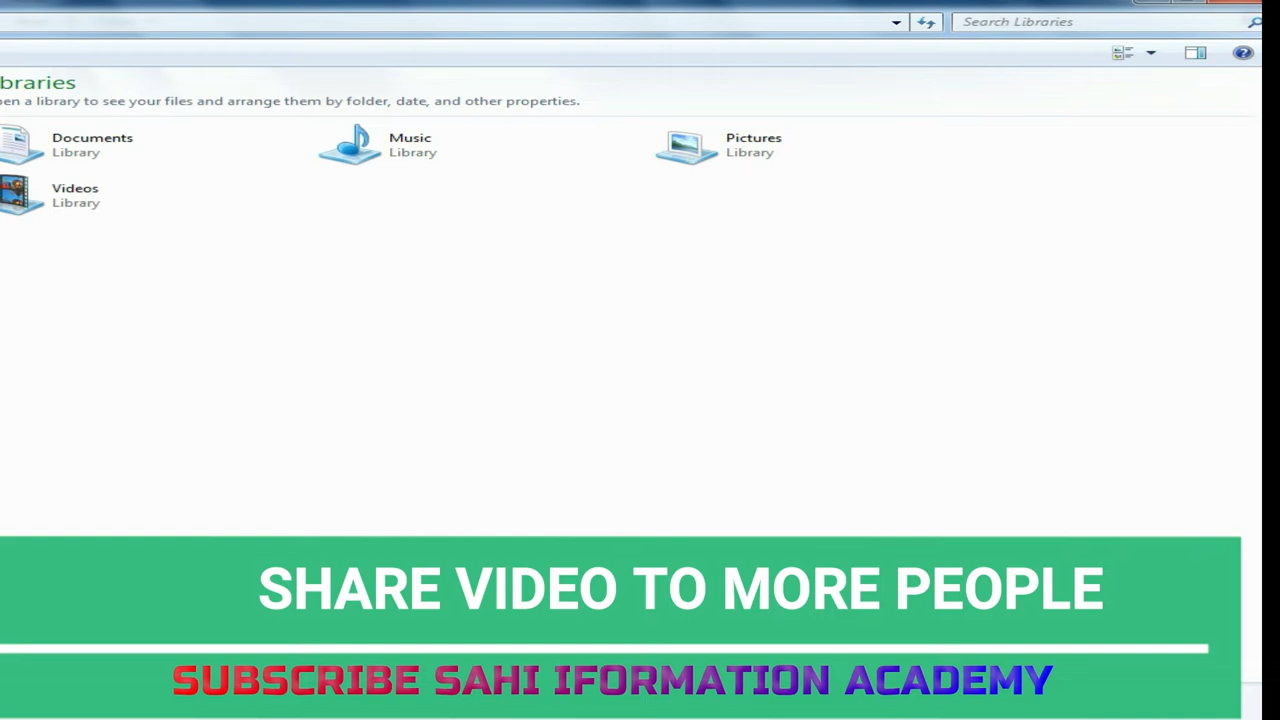 Search Libraries
braries
en a library to see your files and arrange them by folder, date, and other properties.
Documents
Library
Music
Library
Pictures
Library
Videos
Library
SHARE VIDEO TO MORE PEOPLE
SUBSCRIBE SAHI IFORMATION ACADEMY